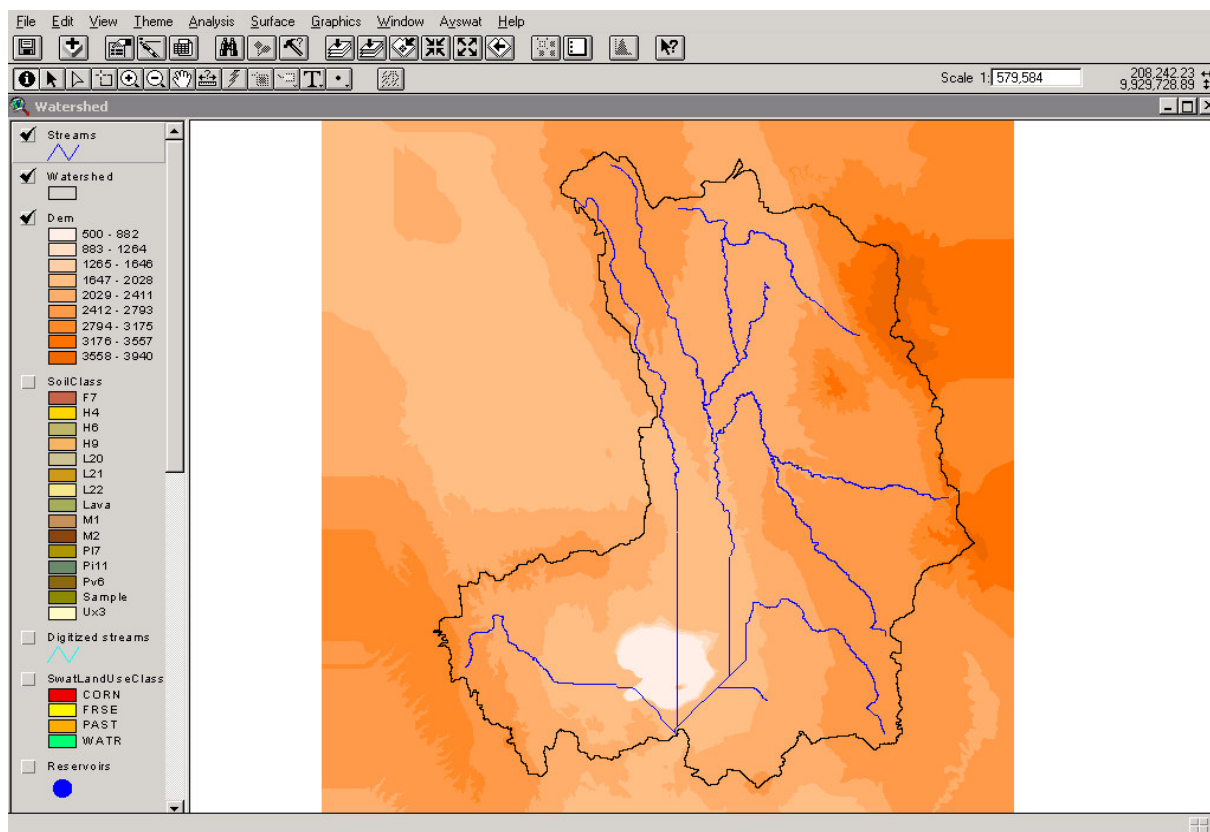 File Edit View Theme Analysis Surface Graphics Window Avswat Help
Scale 1: 579,584
208,242.23
9,929,728.89
Watershed
Streams
Watershed
Dem
500 - 882
883 - 1264
1265 - 1646
1647 - 2028
2029 - 2411
2412 - 2793
2794 - 3175
3176 - 3557
3558 - 3940
SoilClass
F7
H4
H6
H9
L20
L21
L22
Lava
M1
M2
Pl7
Pi11
Pv6
Sample
Ux3
Digitized streams
SwatLandUseClass
CORN
FRSE
PAST
WATR
Reservoirs